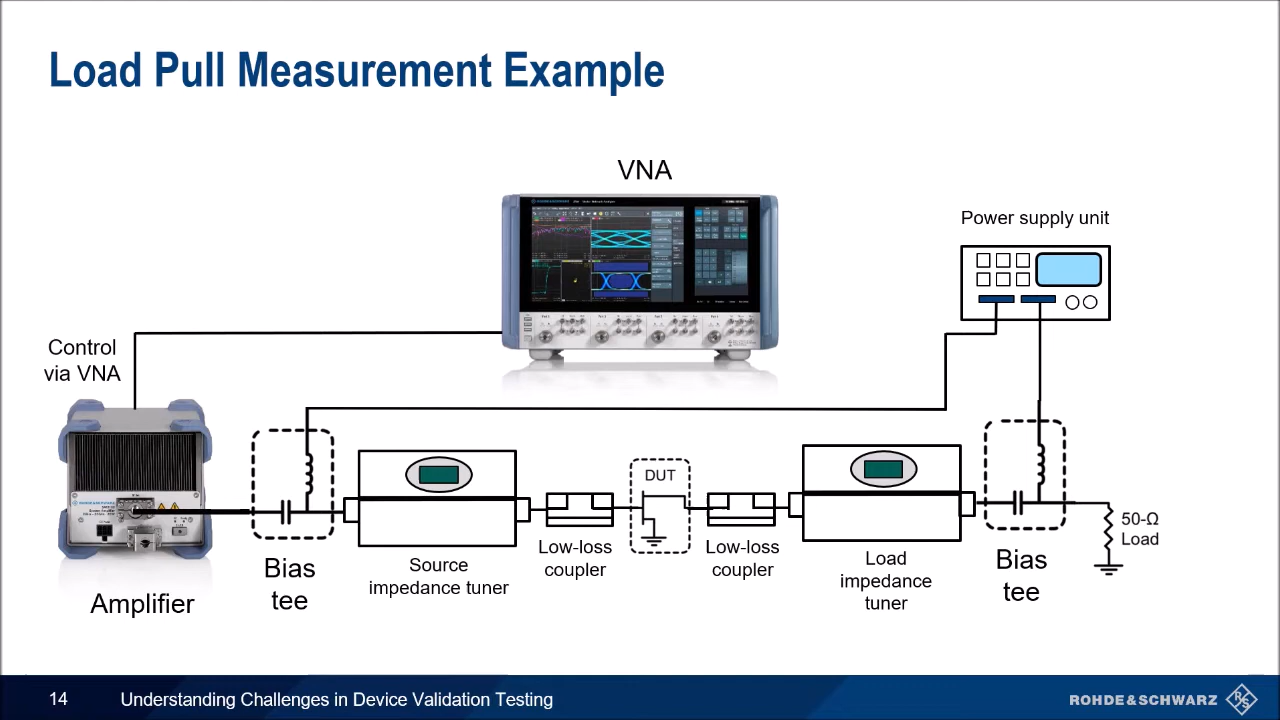 Load Pull Measurement Example
VNA
Power supply unit
Control
via VNA
DUT
50-Ω
Load
Low-loss
coupler
Low-loss
coupler
Source
impedance tuner
Load
impedance
tuner
Bias
tee
Bias
tee
Amplifier
14
Understanding Challenges in Device Validation Testing
ROHDE&SCHWARZ